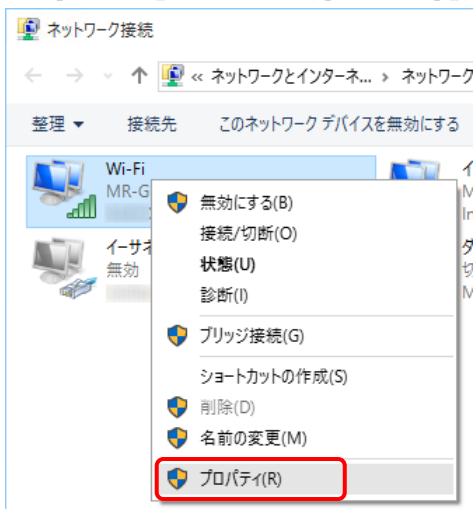 ネットワーク接続
« ネットワークとインターネ... › ネットワーク
整理 接続先 このネットワーク デバイスを無効にする
Wi-Fi
MR-G
無効にする(B)
接続/切断(O)
状態(U)
診断(I)
ブリッジ接続(G)
ショートカットの作成(S)
削除(D)
名前の変更(M)
プロパティ(R)
イーサネ
無効
イ
M
In
ダ
切
M